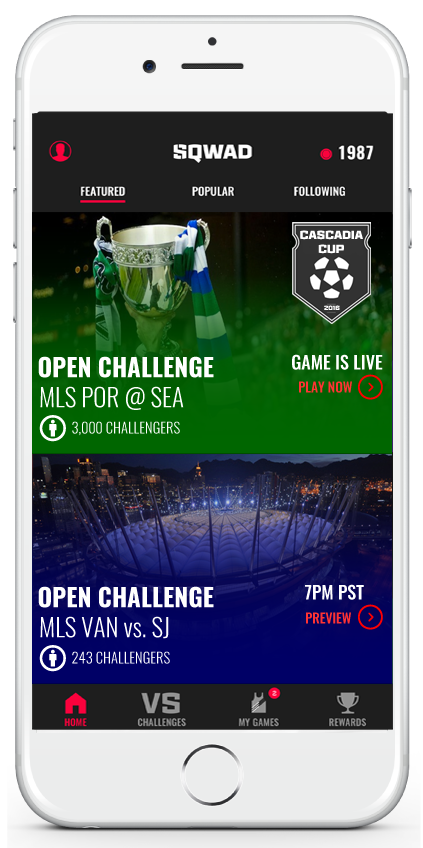 SQWAD
1987
FEATURED
POPULAR
FOLLOWING
CASCADIA
CUP
2016
OPEN CHALLENGE
MLS POR @ SEA
3,000 CHALLENGERS
GAME IS LIVE
PLAY NOW
OPEN CHALLENGE
MLS VAN vs. SJ
243 CHALLENGERS
7PM PST
PREVIEW
HOME
VS
CHALLENGES
2
MY GAMES
REWARDS